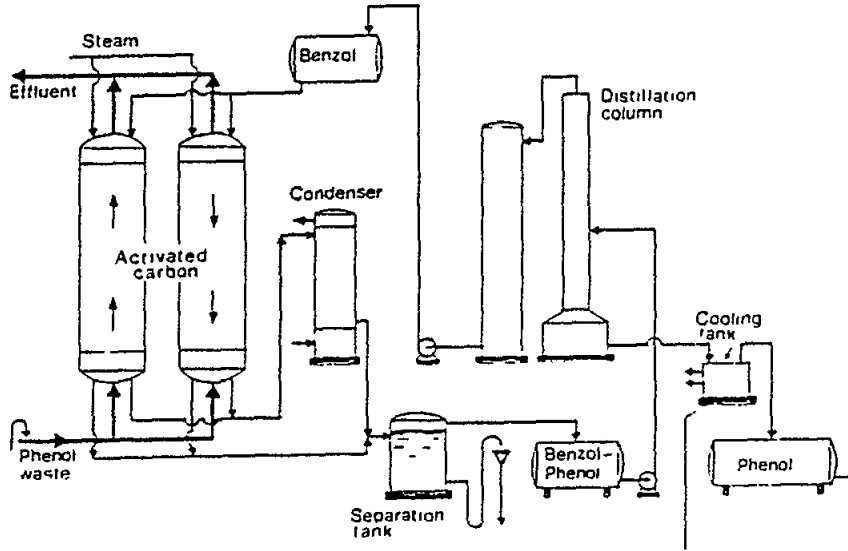 Steam
Benzol
Effluent
Distillation
column
Condenser
Activated
carbon
Cooling
tank
Phenol
waste
Benzol-
Phenol
Phenol
Separation
tank